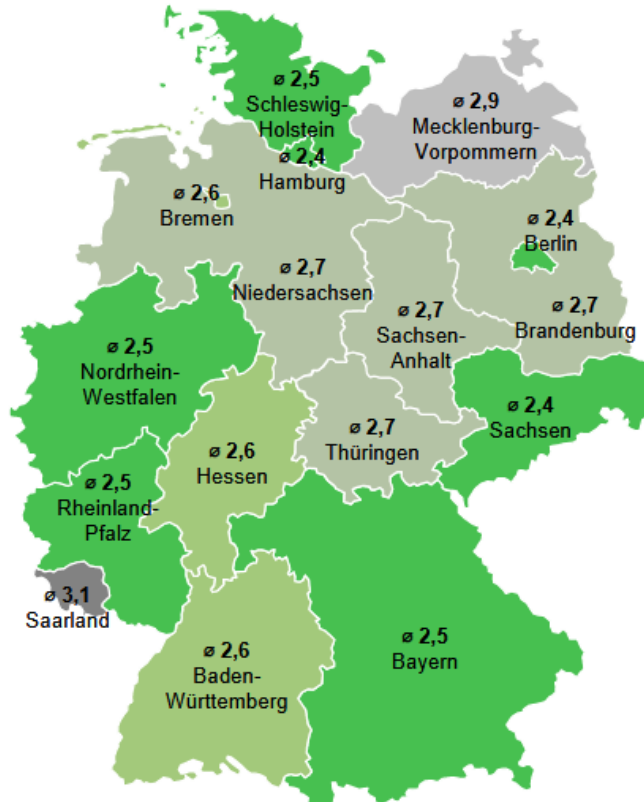 ø 2,5
Schleswig-
Holstein
ø 2,9
Mecklenburg-
Vorpommern
ø 2,4
Hamburg
ø 2,6
Bremen
ø 2,4
Berlin
ø 2,7
Niedersachsen
ø 2,7
Sachsen-
Anhalt
ø 2,7
Brandenburg
ø 2,5
Nordrhein-
Westfalen
ø 2,4
Sachsen
ø 2,6
Hessen
ø 2,7
Thüringen
ø 2,5
Rheinland-
Pfalz
ø 3,1
Saarland
ø 2,6
Baden-
Württemberg
ø 2,5
Bayern